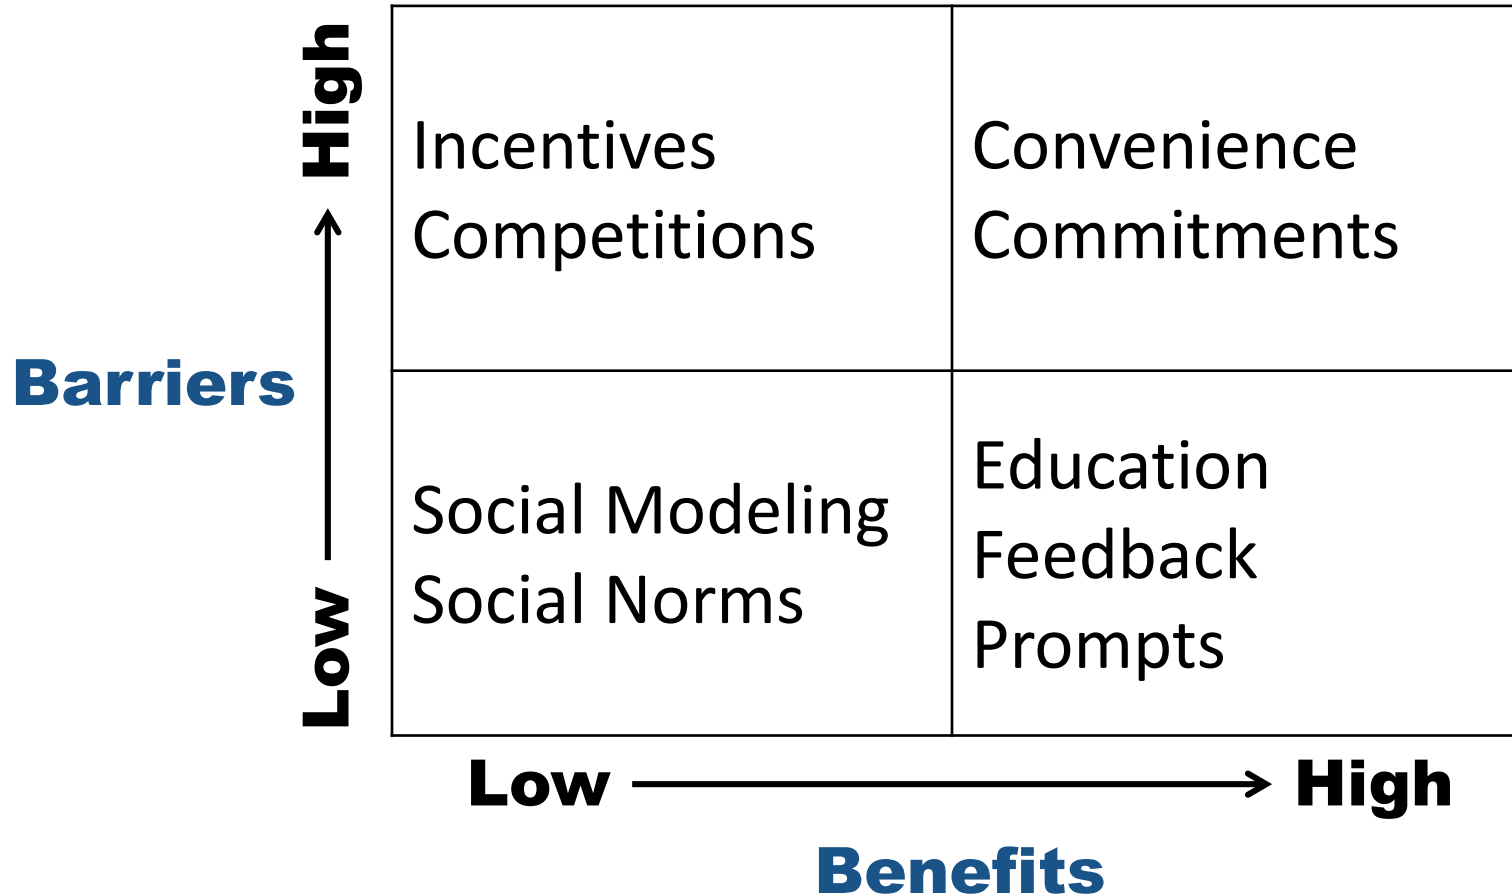 High
Incentives
Competitions
Convenience
Commitments
Barriers
Low
Social Modeling
Social Norms
Education
Feedback
Prompts
Low
High
Benefits